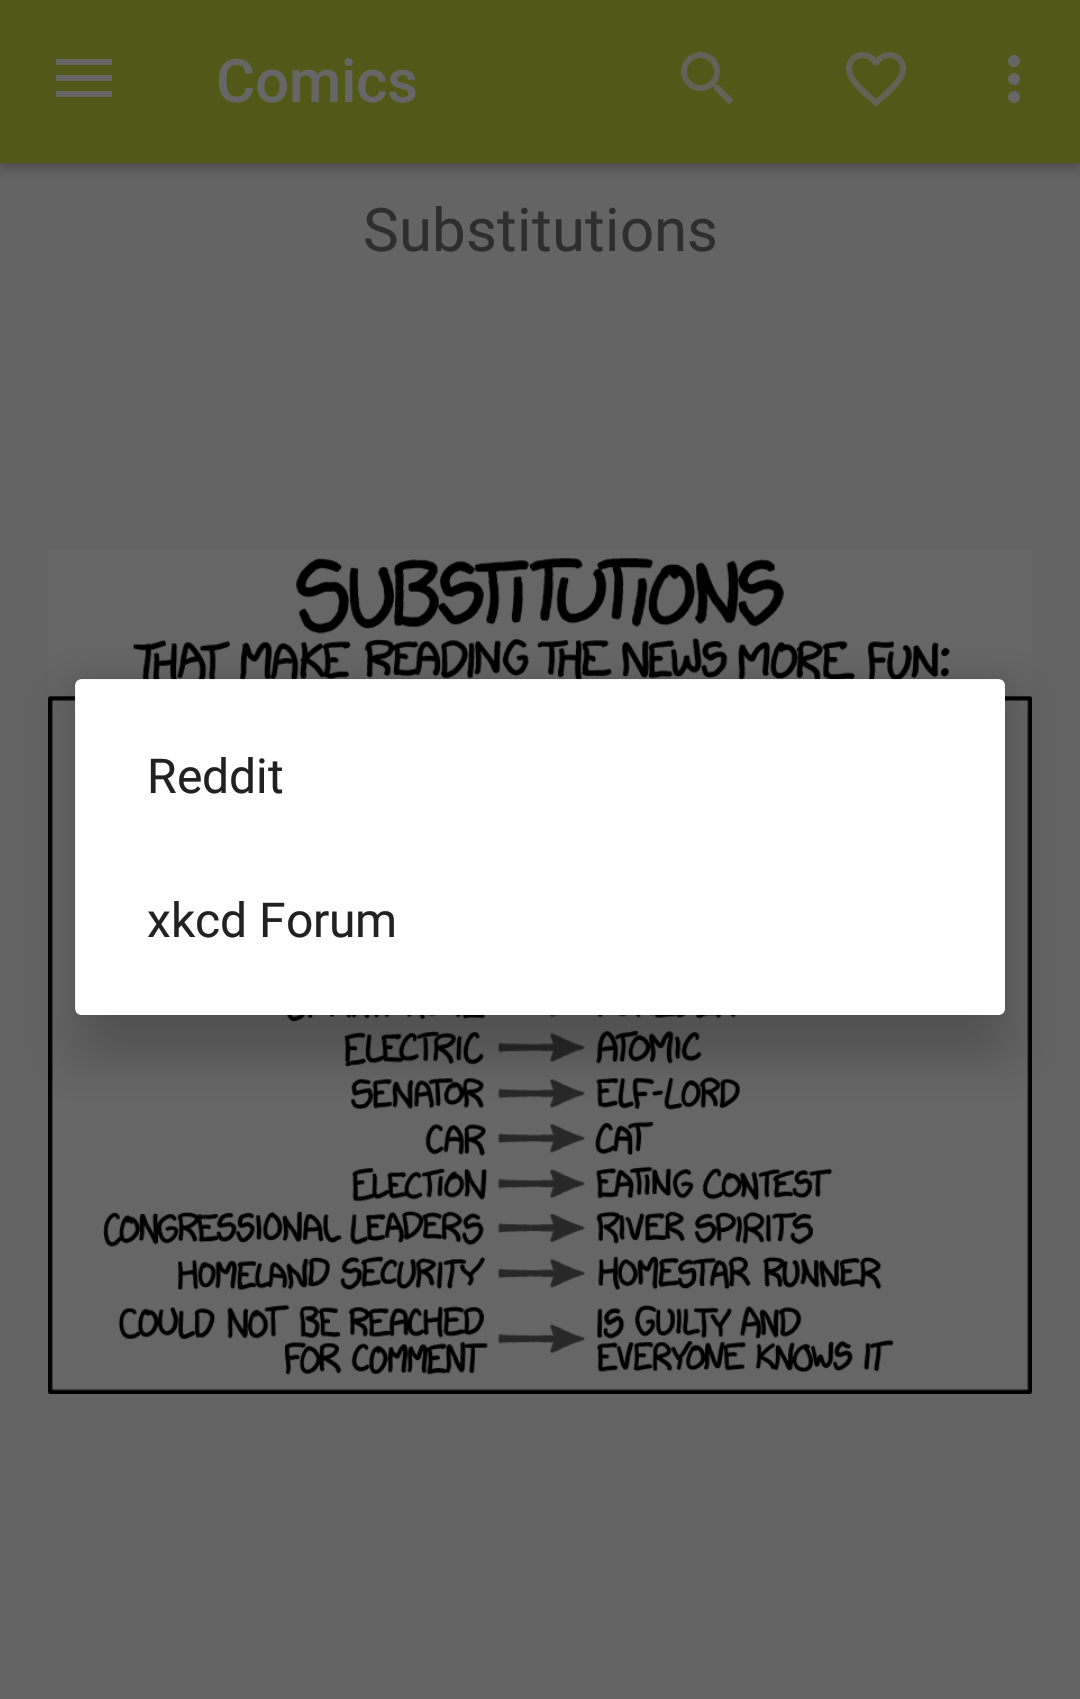 Comics
Substitutions
SUBSTITUTIONS
THAT MAKE READING THE NEWS MORE FUN:
Reddit
xkcd Forum
ELECTRIC → ATOMIC
SENATOR → ELF-LORD
CAR → CAT
ELECTION → EATING CONTEST
CONGRESSIONAL LEADERS → RIVER SPIRITS
HOMELAND SECURITY → HOMESTAR RUNNER
COULD NOT BE REACHED → IS GUILTY AND
FOR COMMENT EVERYONE KNOWS IT